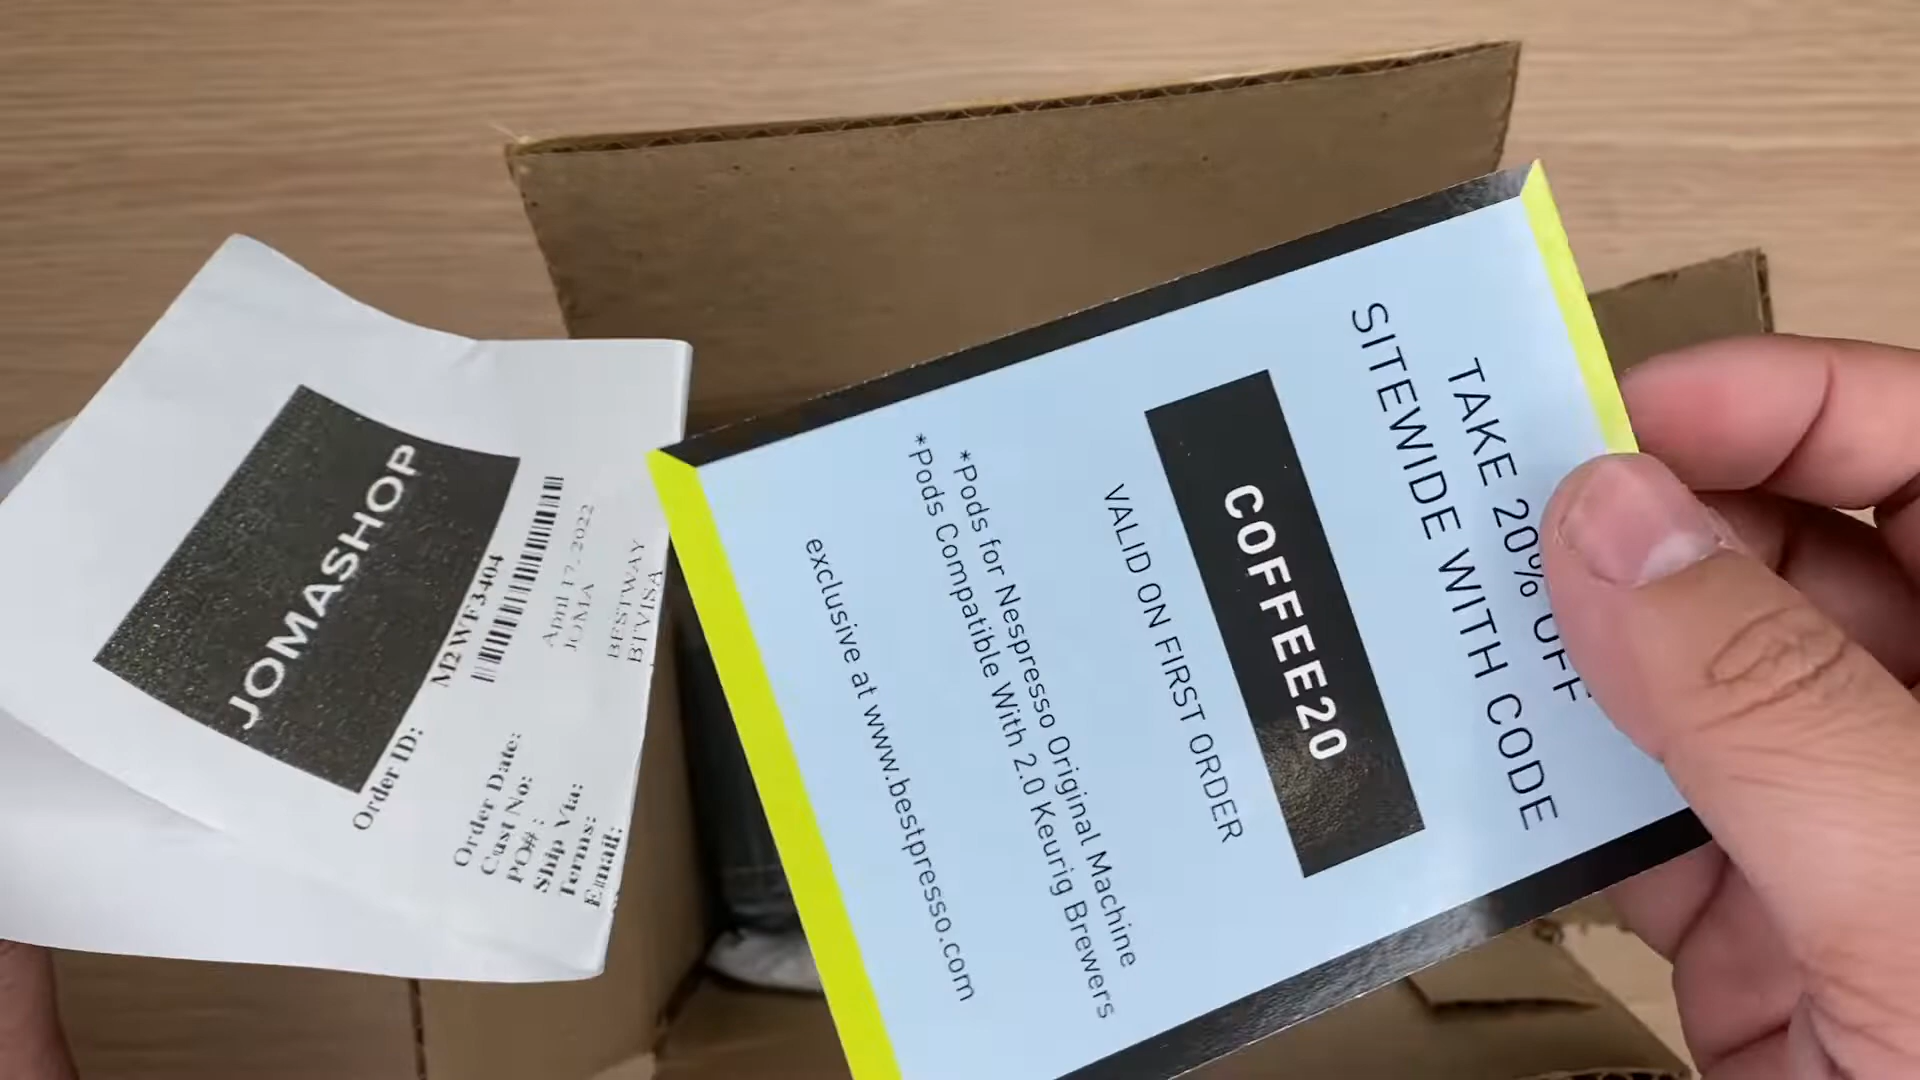 JOMASHOP
Order ID: M2WWF3404
Order Date: April 17, 2022
Cust No: JOMA
PO# :
Ship Via: BESTWAY
Terms: BTVISA
Email:
TAKE 20% OFF
SITEWIDE WITH CODE
COFFEE20
VALID ON FIRST ORDER
*Pods for Nespresso Original Machine
*Pods Compatible With 2.0 Keurig Brewers
exclusive at www.bestpresso.com